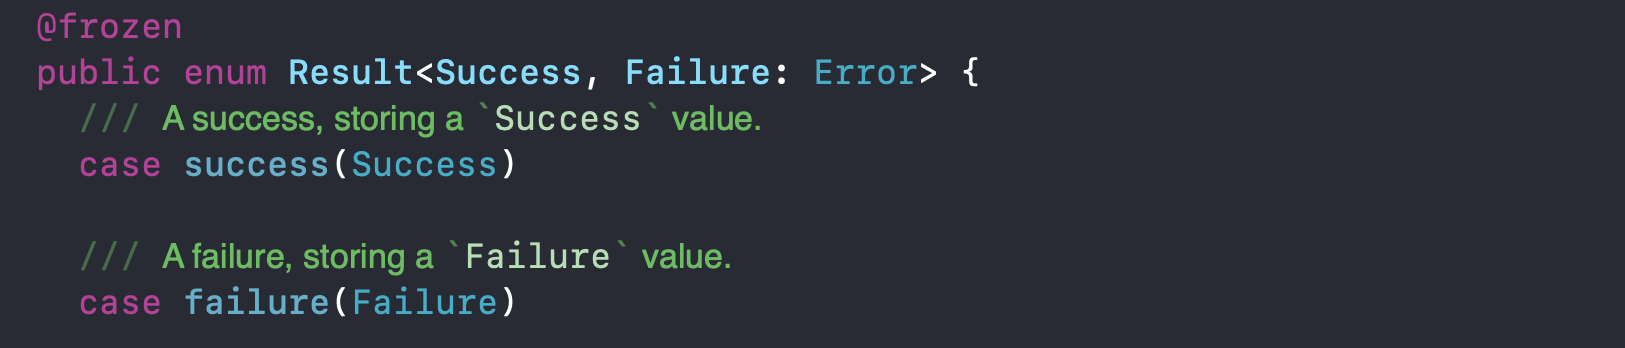 @frozen
public enum Result<Success, Failure: Error> {
/// A success, storing a `Success` value.
case success(Success)
/// A failure, storing a `Failure` value.
case failure(Failure)